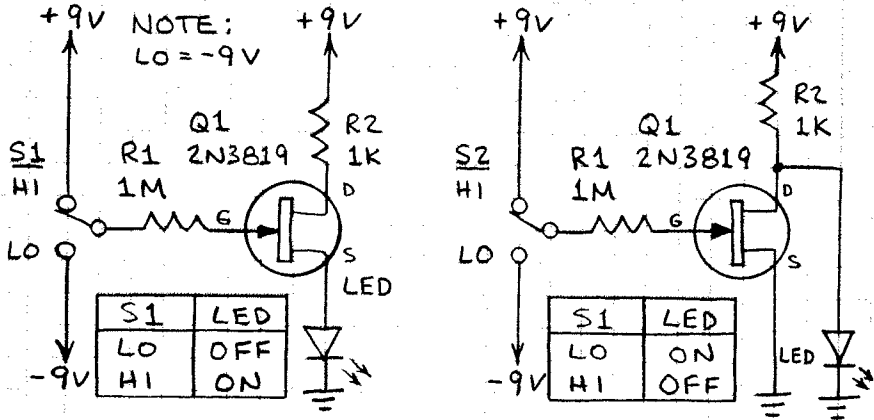 +9V NOTE: +9V
LO = -9V
Q1
2N3819
R2
1K
S1
HI
R1
1M
G
D
S
LO
LED
S1 LED
LO OFF
HI ON
-9V
+9V +9V
R2
1K
Q1
2N3819
S2
HI
R1
1M
G
D
S
LO
S1 LED
LO ON
HI OFF
LED
-9V